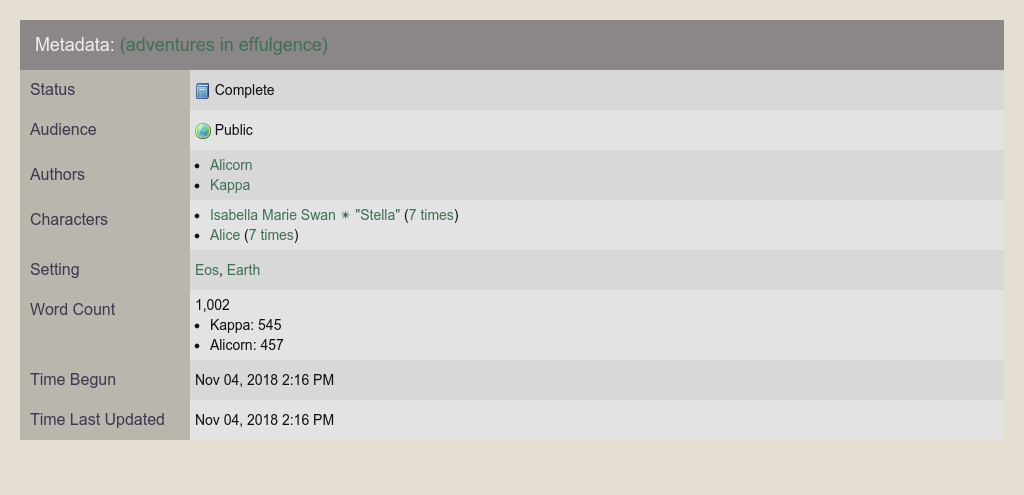 Metadata: (adventures in effulgence)
Status
Complete
Audience
Public
Authors
• Alicorn
• Kappa
Characters
• Isabella Marie Swan ✴ "Stella" (7 times)
• Alice (7 times)
Setting
Eos, Earth
Word Count
1,002
• Kappa: 545
• Alicorn: 457
Time Begun
Nov 04, 2018 2:16 PM
Time Last Updated
Nov 04, 2018 2:16 PM